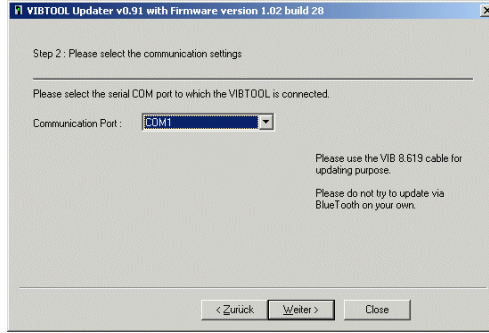 VIBTOOL Updater v0.91 with Firmware version 1.02 build 28
Step 2 : Please select the communication settings
Please select the serial COM port to which the VIBTOOL is connected.
Communication Port :
COM1
Please use the VIB 8.619 cable for
updating purpose.
Please do not try to update via
BlueTooth on your own.
< Zurück
Weiter >
Close